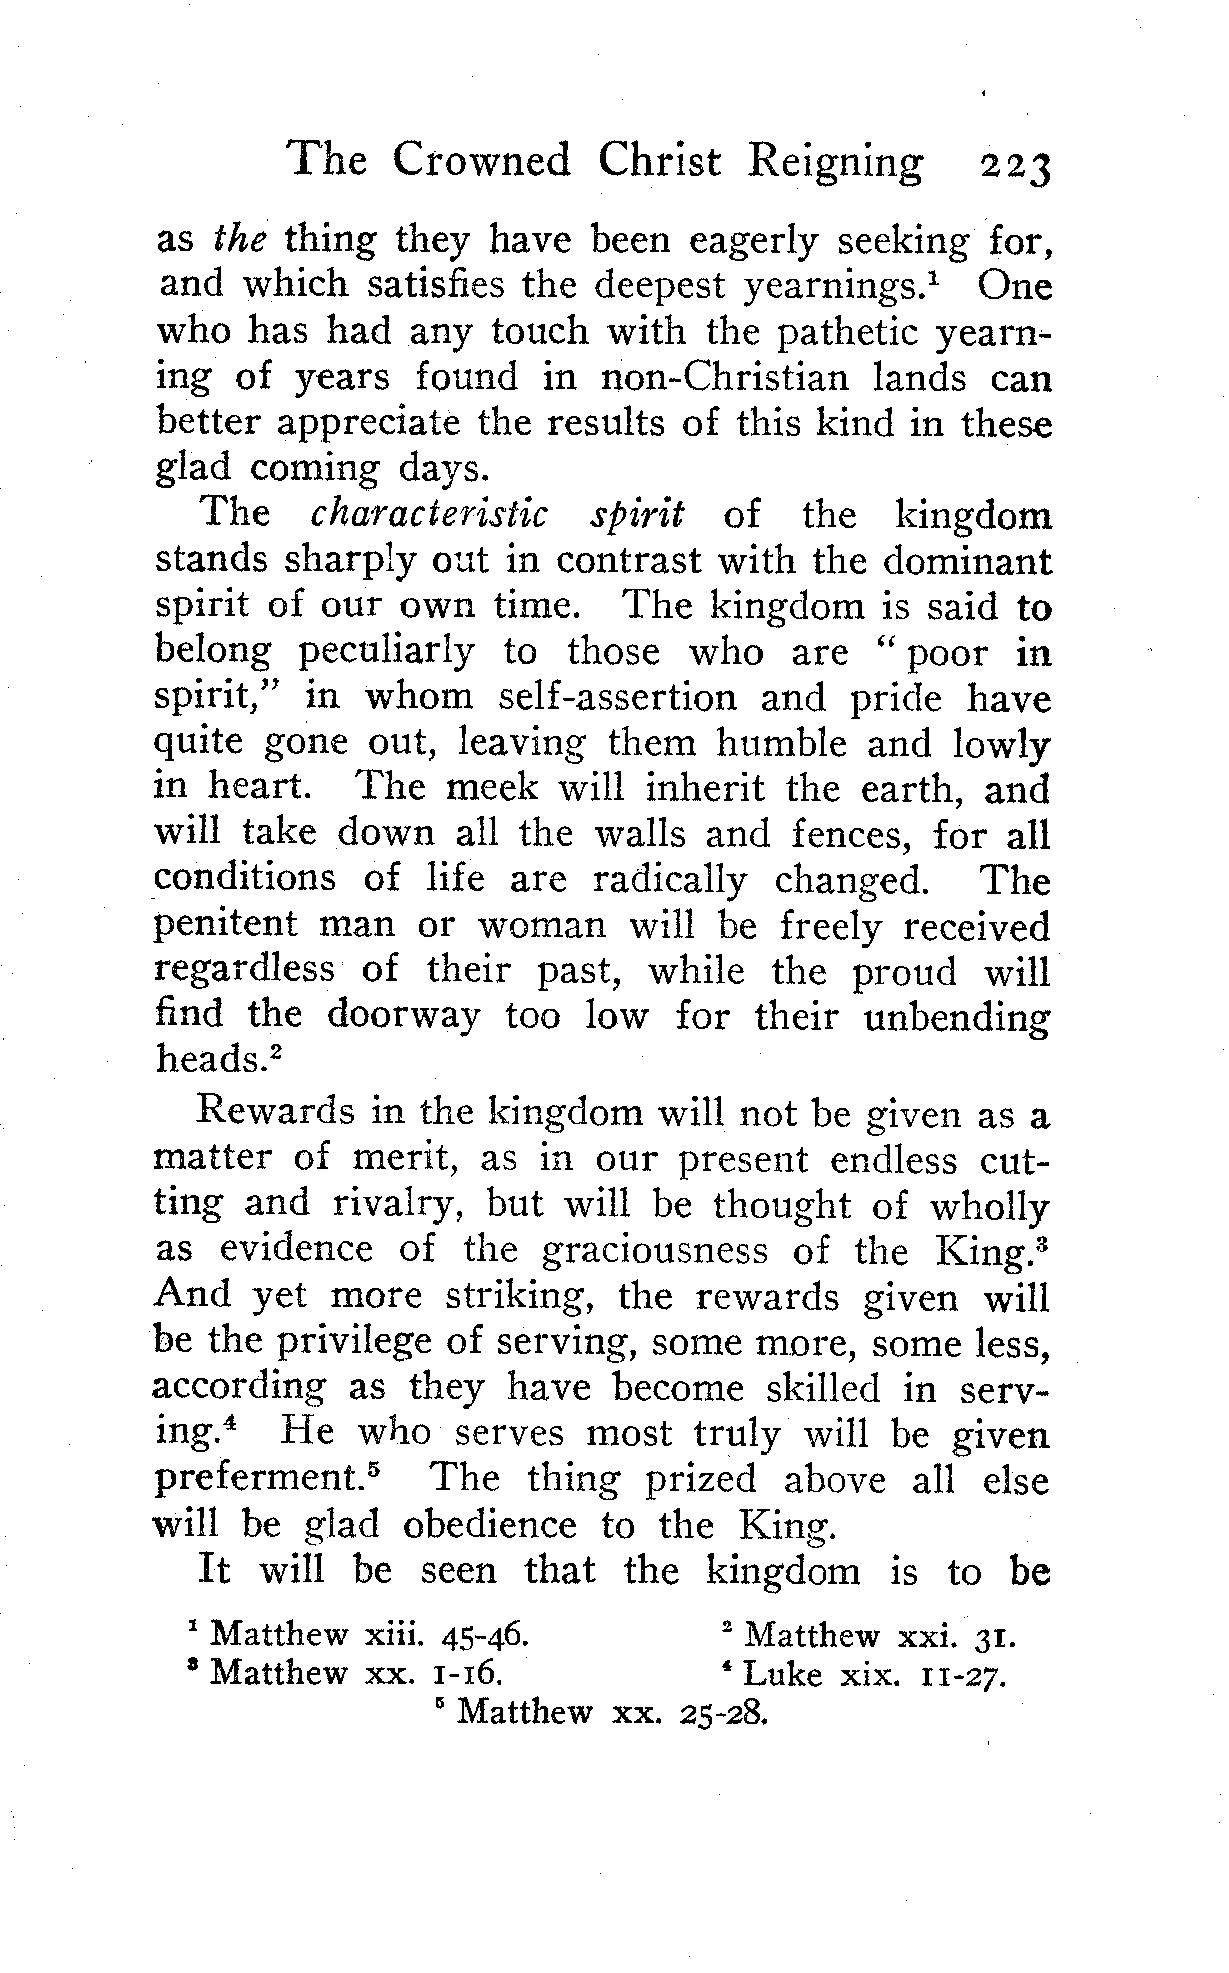 The Crowned Christ Reigning 223
as the thing they have been eagerly seeking for,
and which satisfies the deepest yearnings.¹ One
who has had any touch with the pathetic yearn-
ing of years found in non-Christian lands can
better appreciate the results of this kind in these
glad coming days.
The characteristic spirit of the kingdom
stands sharply out in contrast with the dominant
spirit of our own time. The kingdom is said to
belong peculiarly to those who are “poor in
spirit,” in whom self-assertion and pride have
quite gone out, leaving them humble and lowly
in heart. The meek will inherit the earth, and
will take down all the walls and fences, for all
conditions of life are radically changed. The
penitent man or woman will be freely received
regardless of their past, while the proud will
find the doorway too low for their unbending
heads.²
Rewards in the kingdom will not be given as a
matter of merit, as in our present endless cut-
ting and rivalry, but will be thought of wholly
as evidence of the graciousness of the King.³
And yet more striking, the rewards given will
be the privilege of serving, some more, some less,
according as they have become skilled in serv-
ing.⁴ He who serves most truly will be given
preferment.⁵ The thing prized above all else
will be glad obedience to the King.
It will be seen that the kingdom is to be
¹ Matthew xiii. 45-46. ² Matthew xxi. 31.
³ Matthew xx. 1-16. ⁴ Luke xix. 11-27.
⁵ Matthew xx. 25-28.